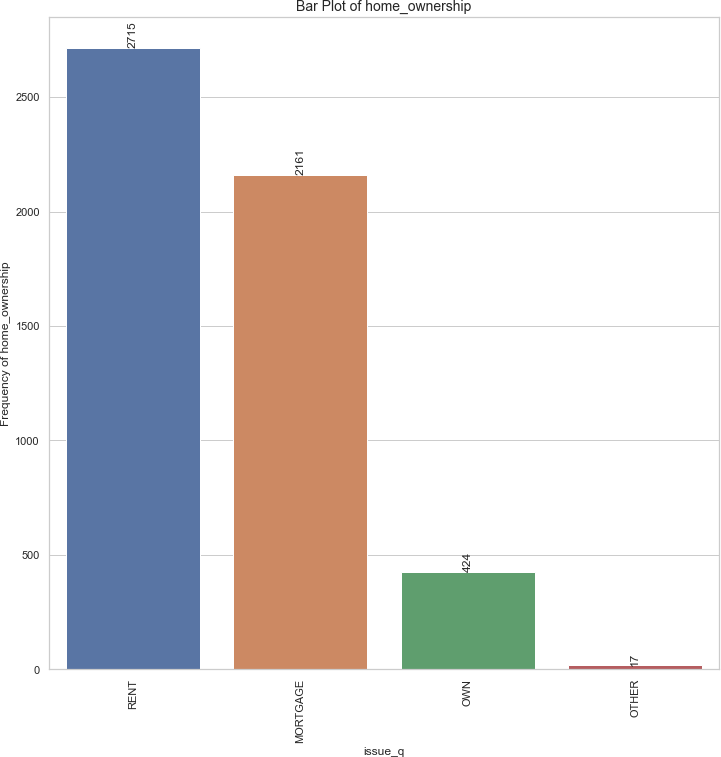 Bar Plot of home_ownership
2715
2161
424
17
2500
2000
1500
1000
500
0
Frequency of home_ownership
RENT
MORTGAGE
OWN
OTHER
issue_q